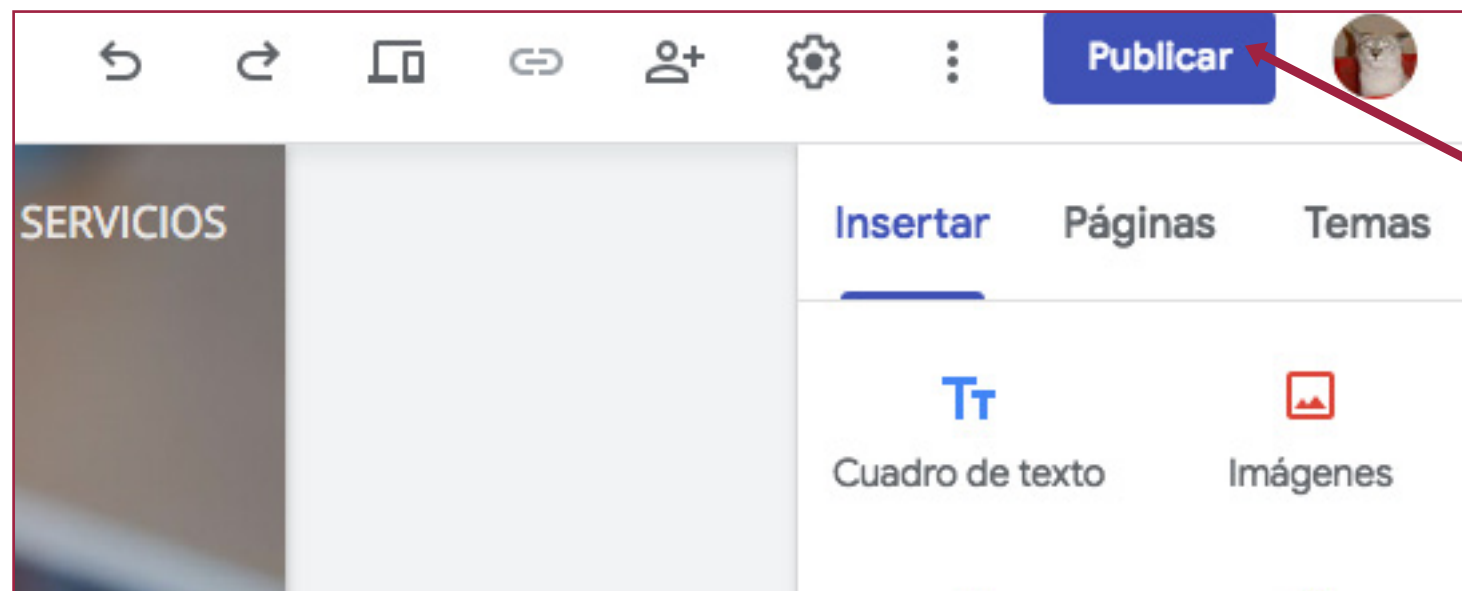 Publicar
SERVICIOS
Insertar Páginas Temas
Cuadro de texto Imágenes